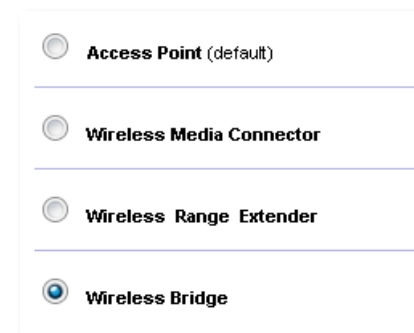 Access Point (default)
Wireless Media Connector
Wireless Range Extender
Wireless Bridge